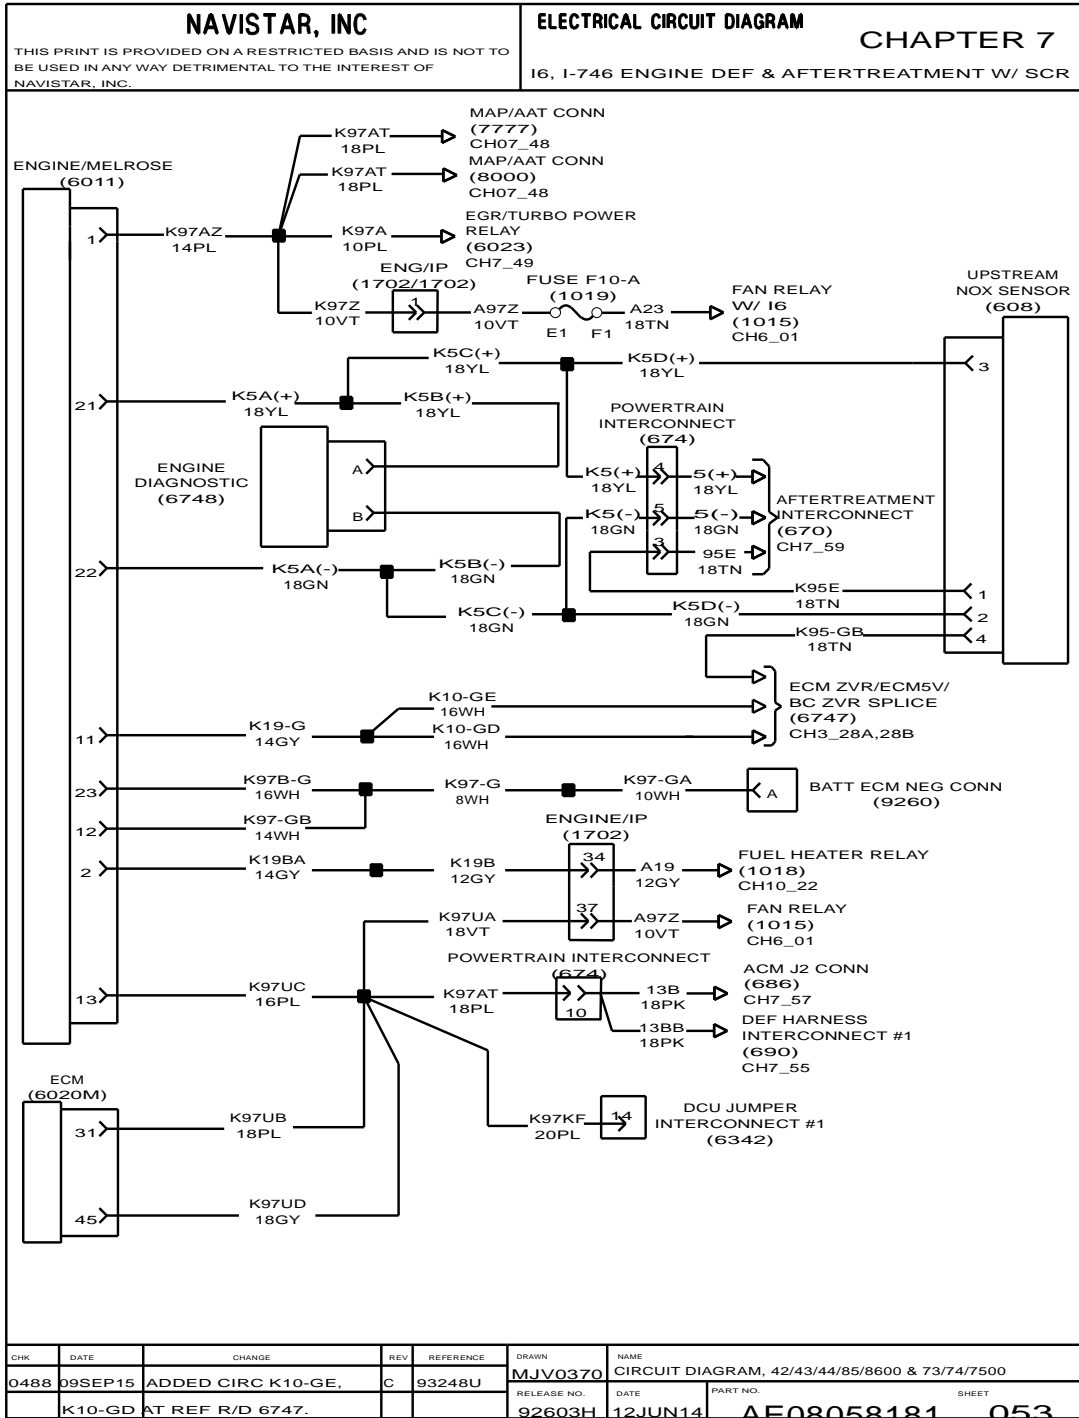 NAVISTAR, INC
THIS PRINT IS PROVIDED ON A RESTRICTED BASIS AND IS NOT TO
BE USED IN ANY WAY DETRIMENTAL TO THE INTEREST OF
NAVISTAR, INC.
ELECTRICAL CIRCUIT DIAGRAM
CHAPTER 7
I6, I-746 ENGINE DEF & AFTERTREATMENT W/ SCR
ENGINE/MELROSE
(6011)
K97AT
18PL
MAP/AAT CONN
(7777)
CH07_48
K97AT
18PL
MAP/AAT CONN
(8000)
CH07_48
1
K97AZ
14PL
K97A
10PL
EGR/TURBO POWER
RELAY
(6023)
CH7_49
K97Z
10VT
ENG/IP
(1702/1702)
1
A97Z
10VT
FUSE F10-A
(1019)
E1
F1
A23
18TN
FAN RELAY
W/ I6
(1015)
CH6_01
UPSTREAM
NOX SENSOR
(608)
K5C(+)
18YL
K5D(+)
18YL
3
21
K5A(+)
18YL
K5B(+)
18YL
ENGINE
DIAGNOSTIC
(6748)
A
B
POWERTRAIN
INTERCONNECT
(674)
K5(+)
18YL
4
5(+)
18YL
K5(-)
18GN
5
5(-)
18GN
3
95E
18TN
AFTERTREATMENT
INTERCONNECT
(670)
CH7_59
22
K5A(-)
18GN
K5B(-)
18GN
K95E
18TN
1
K5C(-)
18GN
K5D(-)
18GN
2
K95-GB
18TN
4
ECM ZVR/ECM5V/
BC ZVR SPLICE
(6747)
CH3_28A,28B
11
K19-G
14GY
K10-GE
16WH
K10-GD
16WH
23
K97B-G
16WH
K97-G
8WH
K97-GA
10WH
A
BATT ECM NEG CONN
(9260)
12
K97-GB
14WH
ENGINE/IP
(1702)
2
K19BA
14GY
K19B
12GY
34
A19
12GY
FUEL HEATER RELAY
(1018)
CH10_22
K97UA
18VT
37
A97Z
10VT
FAN RELAY
(1015)
CH6_01
POWERTRAIN INTERCONNECT
(674)
13
K97UC
16PL
K97AT
18PL
10
13B
18PK
ACM J2 CONN
(686)
CH7_57
13BB
18PK
DEF HARNESS
INTERCONNECT #1
(690)
CH7_55
ECM
(6020M)
31
K97UB
18PL
K97KF
20PL
14
DCU JUMPER
INTERCONNECT #1
(6342)
45
K97UD
18GY
CHK DATE CHANGE REV REFERENCE
0488 09SEP15 ADDED CIRC K10-GE, C 93248U
K10-GD AT REF R/D 6747.
DRAWN
MJV0370
NAME
CIRCUIT DIAGRAM, 42/43/44/85/8600 & 73/74/7500
RELEASE NO.
92603H
DATE
12JUN14
PART NO.
AE08058181
SHEET
053